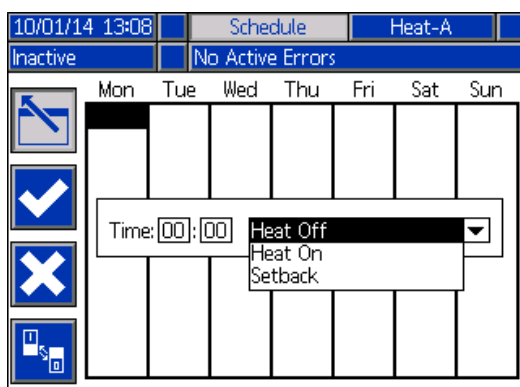 10/01/14 13:08 Schedule Heat-A
Inactive No Active Errors
Mon Tue Wed Thu Fri Sat Sun
Time: 00 : 00 Heat Off
Heat On
Setback